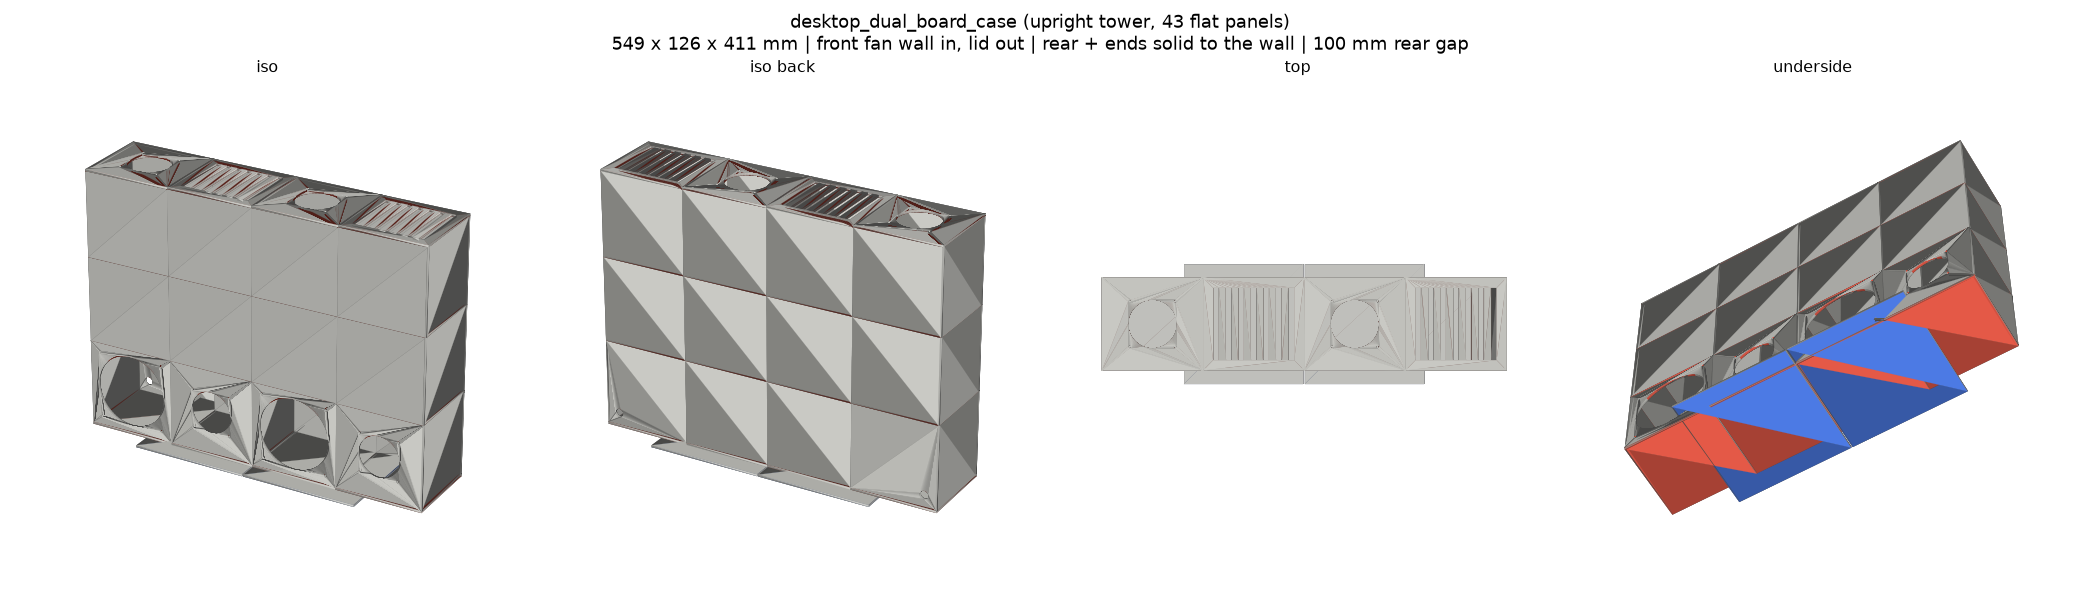 desktop_dual_board_case (upright tower, 43 flat panels)
549 x 126 x 411 mm | front fan wall in, lid out | rear + ends solid to the wall | 100 mm rear gap
iso
iso back
top
underside